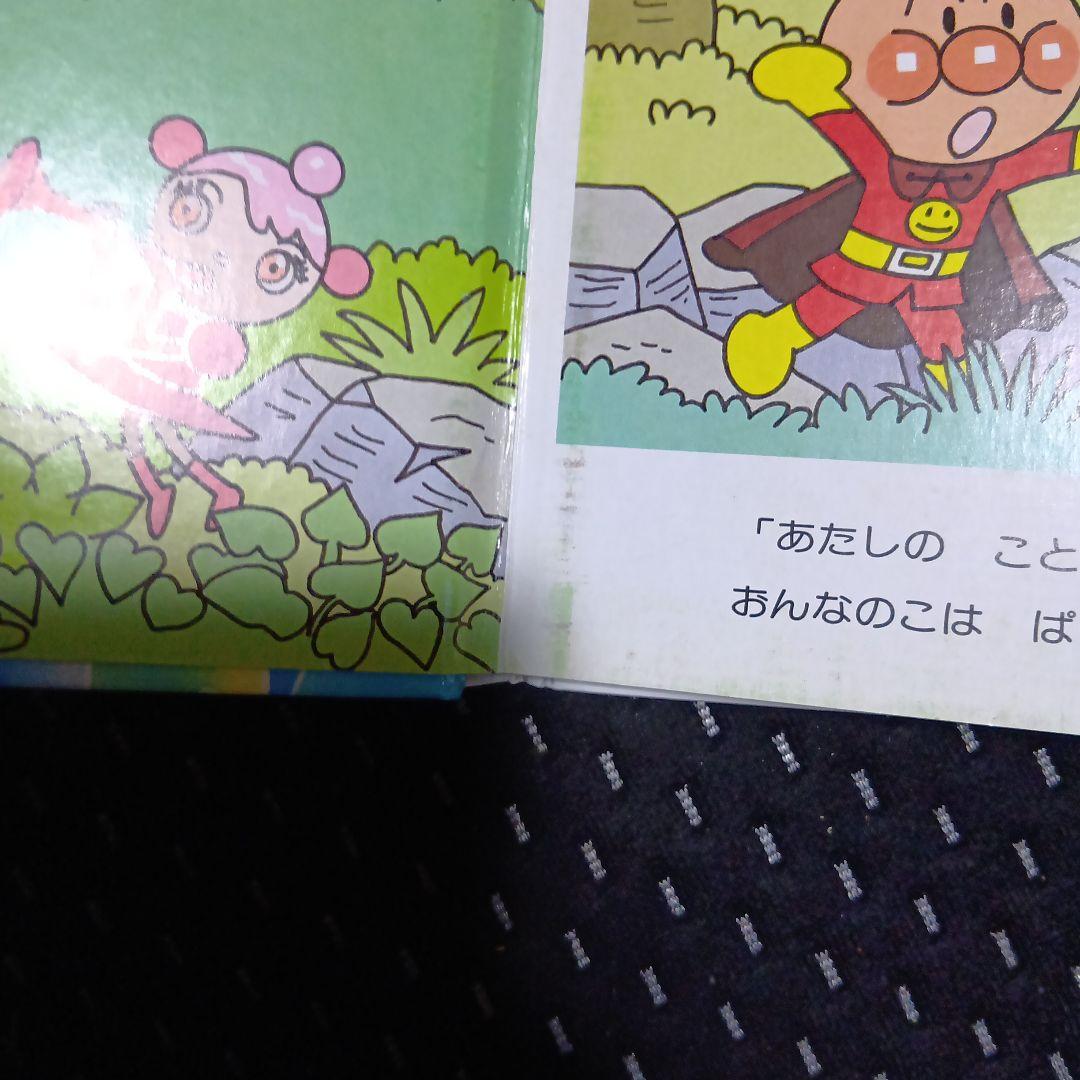 「あたしの　こと
おんなのこは　ぱ